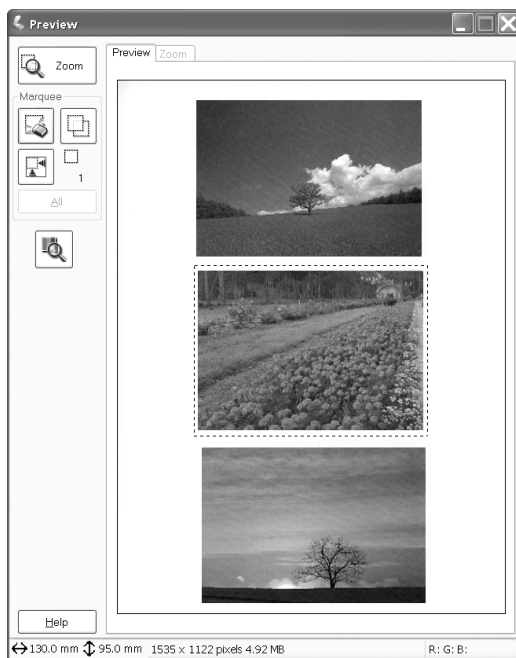 Preview
Preview Zoom
Zoom
Marquee
1
All
Help
130.0 mm 95.0 mm 1535 x 1122 pixels 4.92 MB R: G: B: